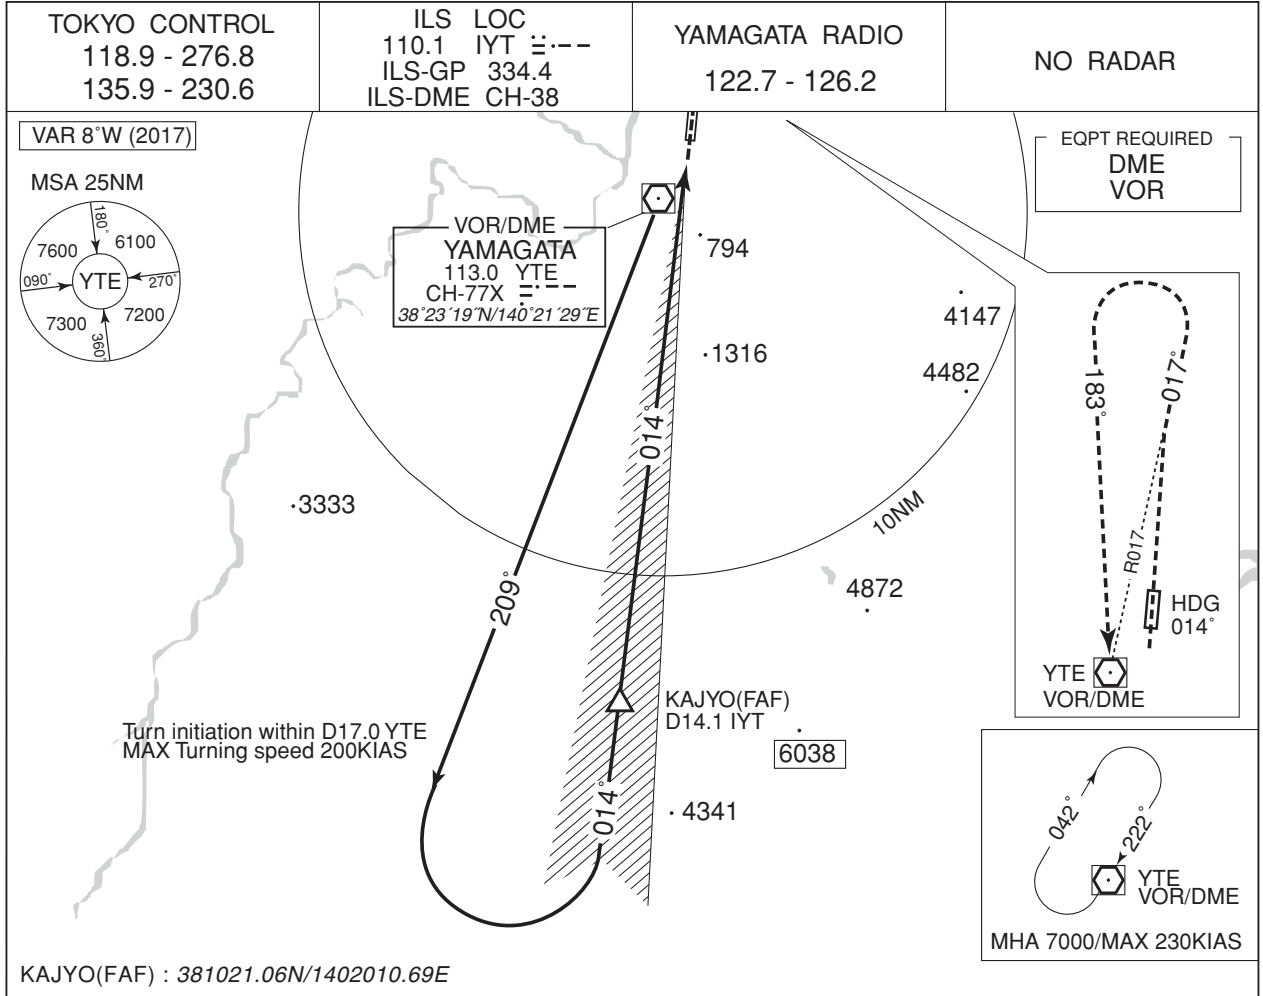 TOKYO CONTROL
118.9 - 276.8
135.9 - 230.6
ILS LOC
110.1 IYT
ILS-GP 334.4
ILS-DME CH-38
YAMAGATA RADIO
122.7 - 126.2
NO RADAR
VAR 8°W (2017)
MSA 25NM
180°
7600
6100
090°
YTE
270°
7300
7200
360°
VOR/DME
YAMAGATA
113.0 YTE
CH-77X
38°23´19˝N/140°21´29˝E
EQPT REQUIRED
DME
VOR
794
4147
1316
4482
014°
3333
10NM
209°
4872
183°
017°
R017
HDG
014°
YTE
VOR/DME
KAJYO(FAF)
D14.1 IYT
6038
Turn initiation within D17.0 YTE
MAX Turning speed 200KIAS
014°
4341
042°
222°
YTE
VOR/DME
MHA 7000/MAX 230KIAS
KAJYO(FAF) : 381021.06N/1402010.69E